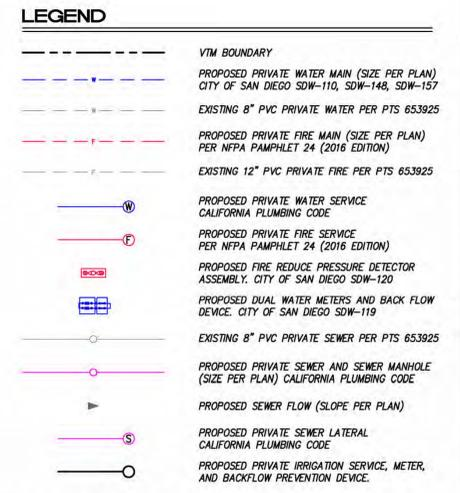 LEGEND
VTM BOUNDARY
W
PROPOSED PRIVATE WATER MAIN (SIZE PER PLAN)
CITY OF SAN DIEGO SDW-110, SDW-148, SDW-157
W
EXISTING 8" PVC PRIVATE WATER PER PTS 653925
F
PROPOSED PRIVATE FIRE MAIN (SIZE PER PLAN)
PER NFPA PAMPHLET 24 (2016 EDITION)
F
EXISTING 12" PVC PRIVATE FIRE PER PTS 653925
W
PROPOSED PRIVATE WATER SERVICE
CALIFORNIA PLUMBING CODE
F
PROPOSED PRIVATE FIRE SERVICE
PER NFPA PAMPHLET 24 (2016 EDITION)
PROPOSED FIRE REDUCE PRESSURE DETECTOR
ASSEMBLY. CITY OF SAN DIEGO SDW-120
PROPOSED DUAL WATER METERS AND BACK FLOW
DEVICE. CITY OF SAN DIEGO SDW-119
EXISTING 8" PVC PRIVATE SEWER PER PTS 653925
PROPOSED PRIVATE SEWER AND SEWER MANHOLE
(SIZE PER PLAN) CALIFORNIA PLUMBING CODE
PROPOSED SEWER FLOW (SLOPE PER PLAN)
S
PROPOSED PRIVATE SEWER LATERAL
CALIFORNIA PLUMBING CODE
PROPOSED PRIVATE IRRIGATION SERVICE, METER,
AND BACKFLOW PREVENTION DEVICE.